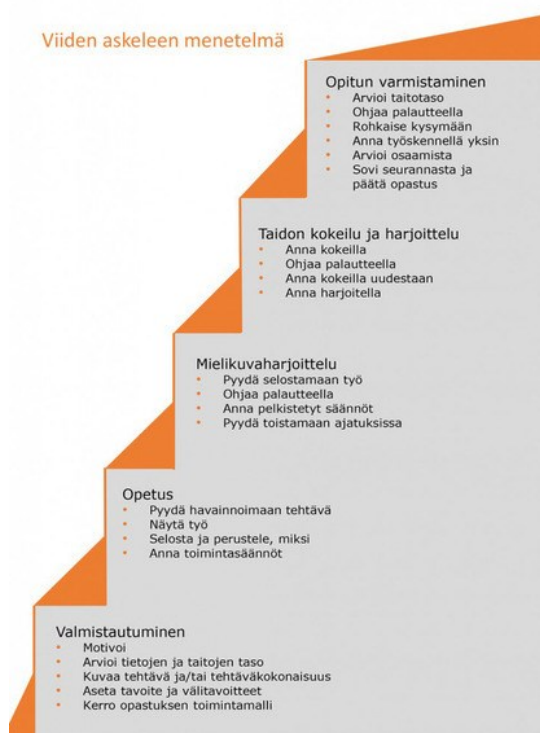 Viiden askeleen menetelmä
Opitun varmistaminen
• Arvioi taitotaso
• Ohjaa palautteella
• Rohkaise kysymään
• Anna työskennellä yksin
• Arvioi osaamista
• Sovi seurannasta ja
päätä opastus
Taidon kokeilu ja harjoittelu
• Anna kokeilla
• Ohjaa palautteella
• Anna kokeilla uudestaan
• Anna harjoitella
Mielikuvaharjoittelu
• Pyydä selostamaan työ
• Ohjaa palautteella
• Anna pelkistetyt säännöt
• Pyydä toistamaan ajatuksissa
Opetus
• Pyydä havainnoimaan tehtävä
• Näytä työ
• Selosta ja perustele, miksi
• Anna toimintasäännöt
Valmistautuminen
• Motivoi
• Arvioi tietojen ja taitojen taso
• Kuvaa tehtävä ja/tai tehtäväkokonaisuus
• Aseta tavoite ja välitavoitteet
• Kerro opastuksen toimintamalli